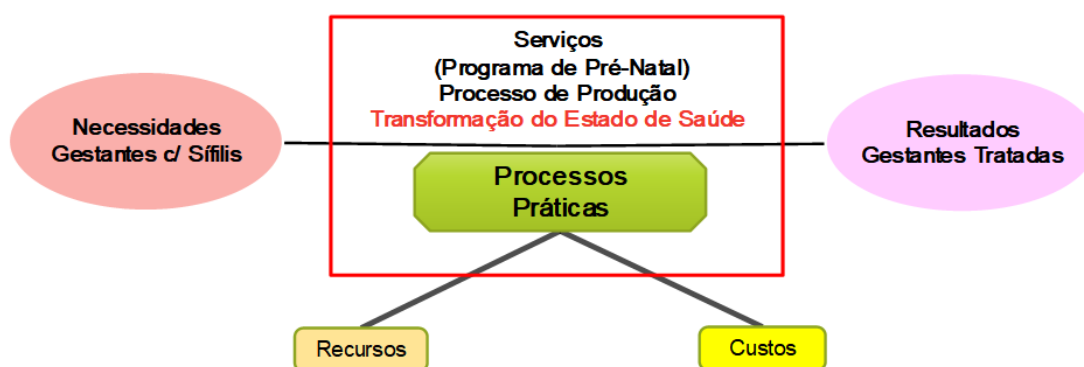 Serviços
(Programa de Pré-Natal)
Processo de Produção
Transformação do Estado de Saúde
Necessidades
Gestantes c/ Sífilis
Resultados
Gestantes Tratadas
Processos
Práticas
Recursos
Custos